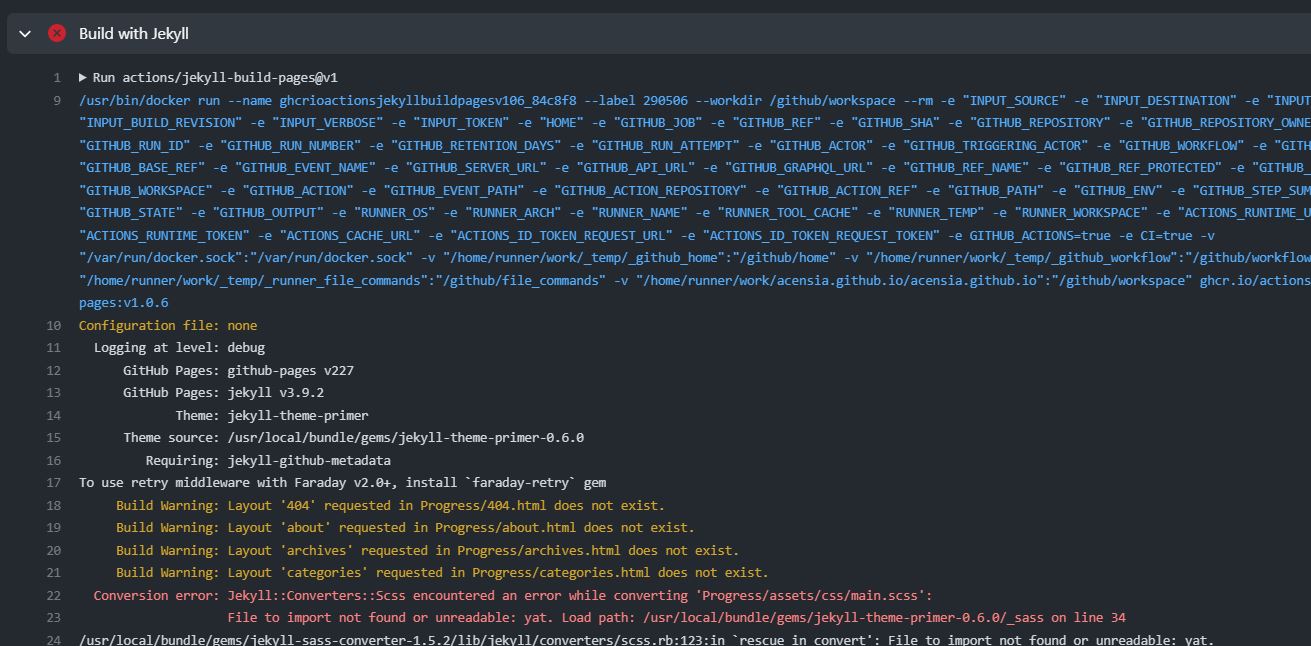 Build with Jekyll
1 Run actions/jekyll-build-pages@v1
9 /usr/bin/docker run --name ghcrioactionsjekyllbuildpagesv106_84c8f8 --label 290506 --workdir /github/workspace --rm -e "INPUT_SOURCE" -e "INPUT_DESTINATION" -e "INPUT
"INPUT_BUILD_REVISION" -e "INPUT_VERBOSE" -e "INPUT_TOKEN" -e "HOME" -e "GITHUB_JOB" -e "GITHUB_REF" -e "GITHUB_SHA" -e "GITHUB_REPOSITORY" -e "GITHUB_REPOSITORY_OWNE
"GITHUB_RUN_ID" -e "GITHUB_RUN_NUMBER" -e "GITHUB_RETENTION_DAYS" -e "GITHUB_RUN_ATTEMPT" -e "GITHUB_ACTOR" -e "GITHUB_TRIGGERING_ACTOR" -e "GITHUB_WORKFLOW" -e "GITH
"GITHUB_BASE_REF" -e "GITHUB_EVENT_NAME" -e "GITHUB_SERVER_URL" -e "GITHUB_API_URL" -e "GITHUB_GRAPHQL_URL" -e "GITHUB_REF_NAME" -e "GITHUB_REF_PROTECTED" -e "GITHUB_
"GITHUB_WORKSPACE" -e "GITHUB_ACTION" -e "GITHUB_EVENT_PATH" -e "GITHUB_ACTION_REPOSITORY" -e "GITHUB_ACTION_REF" -e "GITHUB_PATH" -e "GITHUB_ENV" -e "GITHUB_STEP_SUM
"GITHUB_STATE" -e "GITHUB_OUTPUT" -e "RUNNER_OS" -e "RUNNER_ARCH" -e "RUNNER_NAME" -e "RUNNER_TOOL_CACHE" -e "RUNNER_TEMP" -e "RUNNER_WORKSPACE" -e "ACTIONS_RUNTIME_U
"ACTIONS_RUNTIME_TOKEN" -e "ACTIONS_CACHE_URL" -e "ACTIONS_ID_TOKEN_REQUEST_URL" -e "ACTIONS_ID_TOKEN_REQUEST_TOKEN" -e GITHUB_ACTIONS=true -e CI=true -v
"/var/run/docker.sock":"/var/run/docker.sock" -v "/home/runner/work/_temp/_github_home":"/github/home" -v "/home/runner/work/_temp/_github_workflow":"/github/workflow
"/home/runner/work/_temp/_runner_file_commands":"/github/file_commands" -v "/home/runner/work/acensia.github.io/acensia.github.io":"/github/workspace" ghcr.io/actions
pages:v1.0.6
10 Configuration file: none
11 Logging at level: debug
12 GitHub Pages: github-pages v227
13 GitHub Pages: jekyll v3.9.2
14 Theme: jekyll-theme-primer
15 Theme source: /usr/local/bundle/gems/jekyll-theme-primer-0.6.0
16 Requiring: jekyll-github-metadata
17 To use retry middleware with Faraday v2.0+, install `faraday-retry` gem
18 Build Warning: Layout '404' requested in Progress/404.html does not exist.
19 Build Warning: Layout 'about' requested in Progress/about.html does not exist.
20 Build Warning: Layout 'archives' requested in Progress/archives.html does not exist.
21 Build Warning: Layout 'categories' requested in Progress/categories.html does not exist.
22 Conversion error: Jekyll::Converters::Scss encountered an error while converting 'Progress/assets/css/main.scss':
23 File to import not found or unreadable: yat. Load path: /usr/local/bundle/gems/jekyll-theme-primer-0.6.0/_sass on line 34
24 /usr/local/bundle/gems/jekyll-sass-converter-1.5.2/lib/jekyll/converters/scss.rb:123:in `rescue in convert': File to import not found or unreadable: yat.